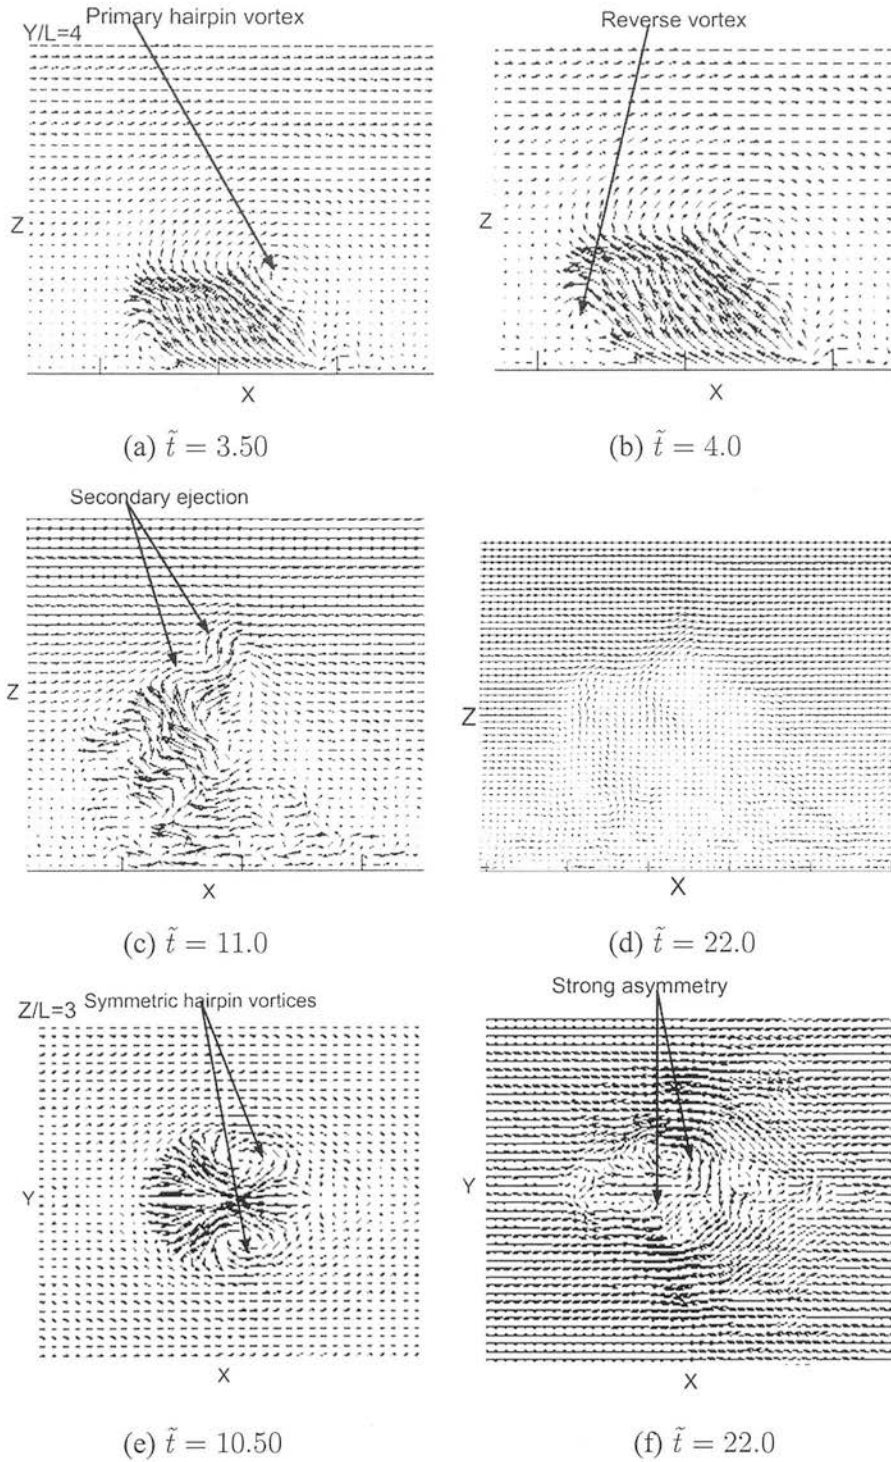 Primary hairpin vortex
Y/L=4
Z
X
(a) t̃ = 3.50
Reverse vortex
Z
X
(b) t̃ = 4.0
Secondary ejection
Z
X
(c) t̃ = 11.0
Z
X
(d) t̃ = 22.0
Z/L=3
Symmetric hairpin vortices
Y
X
(e) t̃ = 10.50
Strong asymmetry
Y
X
(f) t̃ = 22.0